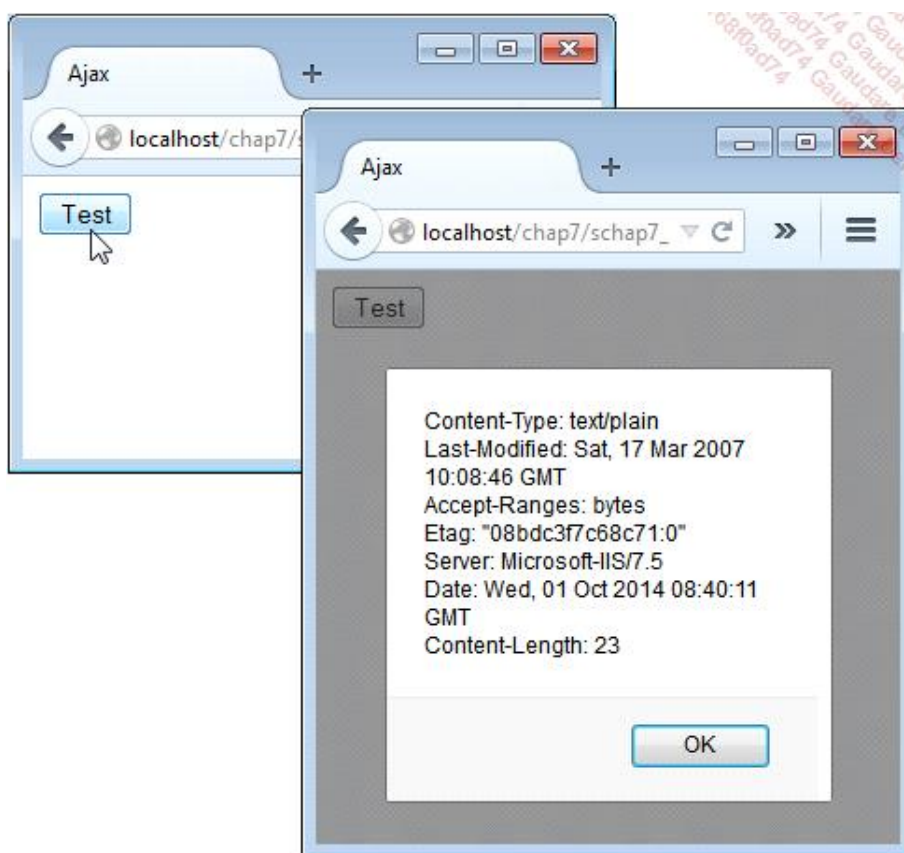 Ajax
localhost/chap7/
Test
Ajax
localhost/chap7/schap7_
Test
Content-Type: text/plain
Last-Modified: Sat, 17 Mar 2007
10:08:46 GMT
Accept-Ranges: bytes
Etag: "08bdc3f7c68c71:0"
Server: Microsoft-IIS/7.5
Date: Wed, 01 Oct 2014 08:40:11
GMT
Content-Length: 23
OK